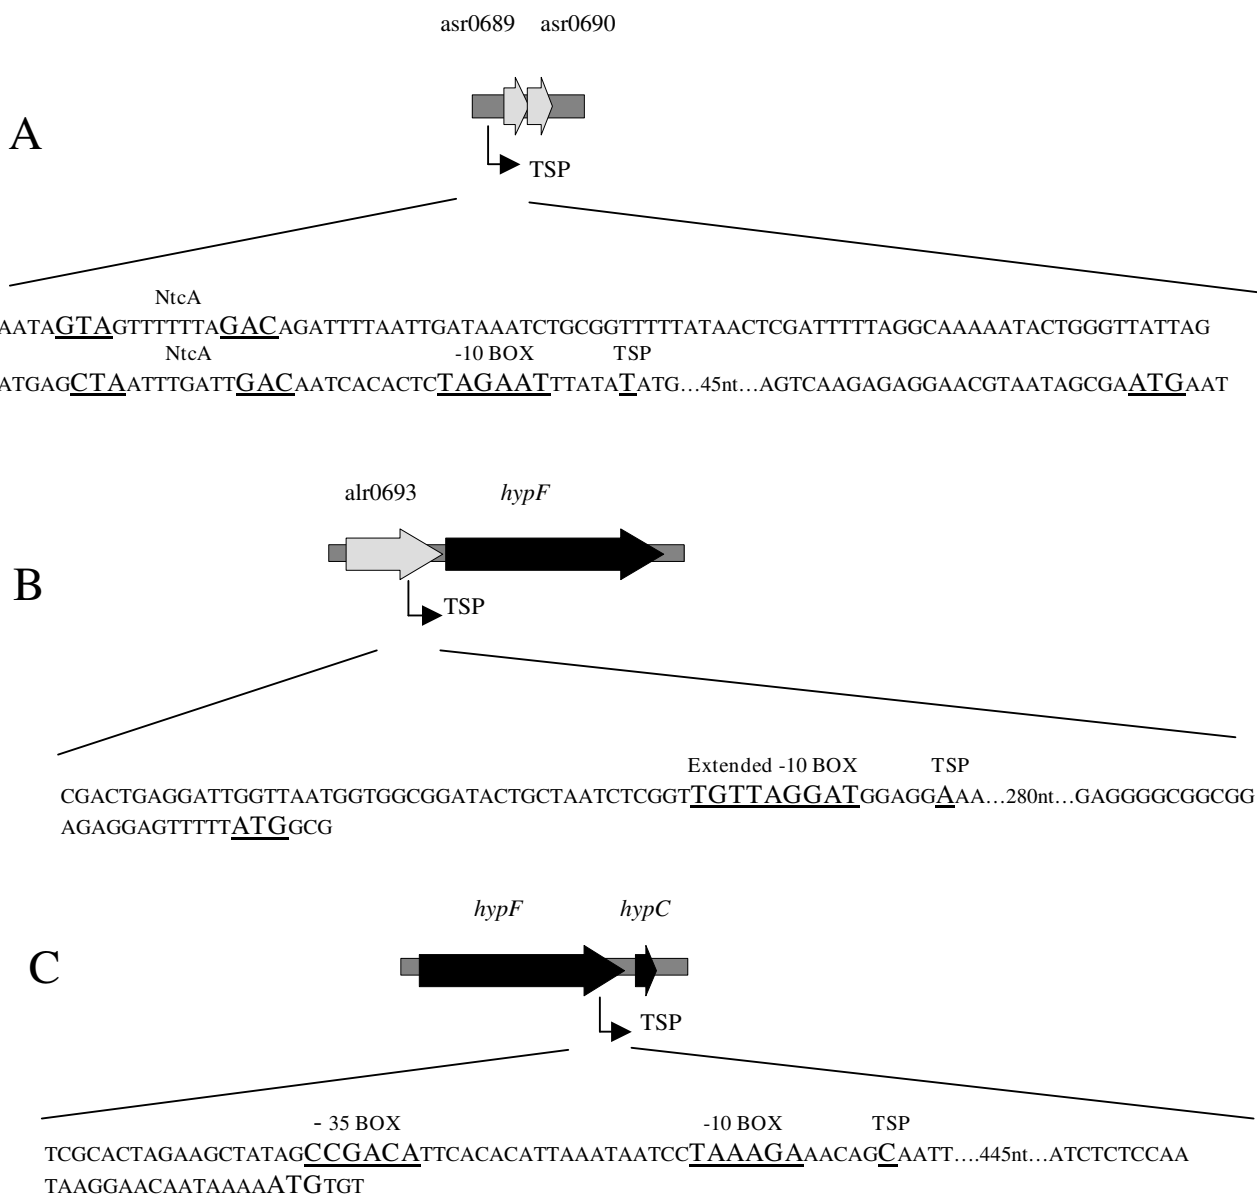 asr0689 asr0690
A
TSP
NtcA
AATAGTAGTTTTTTAGACAGATTTTAATTGATAAATCTGCGGTTTTTATAACTCGATTTTTAGGCAAAAATACTGGGTTATTAG
NtcA -10 BOX TSP
ATGAGCTAATTTGATTGACAATCACACTCTAGAATTTATATATG…45nt…AGTCAAGAGAGGAACGTAATAGCGAATGAAT
alr0693 hypF
B
TSP
Extended -10 BOX TSP
CGACTGAGGATTGGTTAATGGTGGCGGATACTGCTAATCTCGGTTGTTAGGATGGAGGAAA…280nt…GAGGGGCGGCGG
AGAGGAGTTTTTATGGCG
hypF hypC
C
TSP
- 35 BOX -10 BOX TSP
TCGCACTAGAAGCTATAGCCGACATTCACACATTAAATAATCCTAAAGAAACAGCAATT….445nt…ATCTCTCCAA
TAAGGAACAATAAAAATGTGT